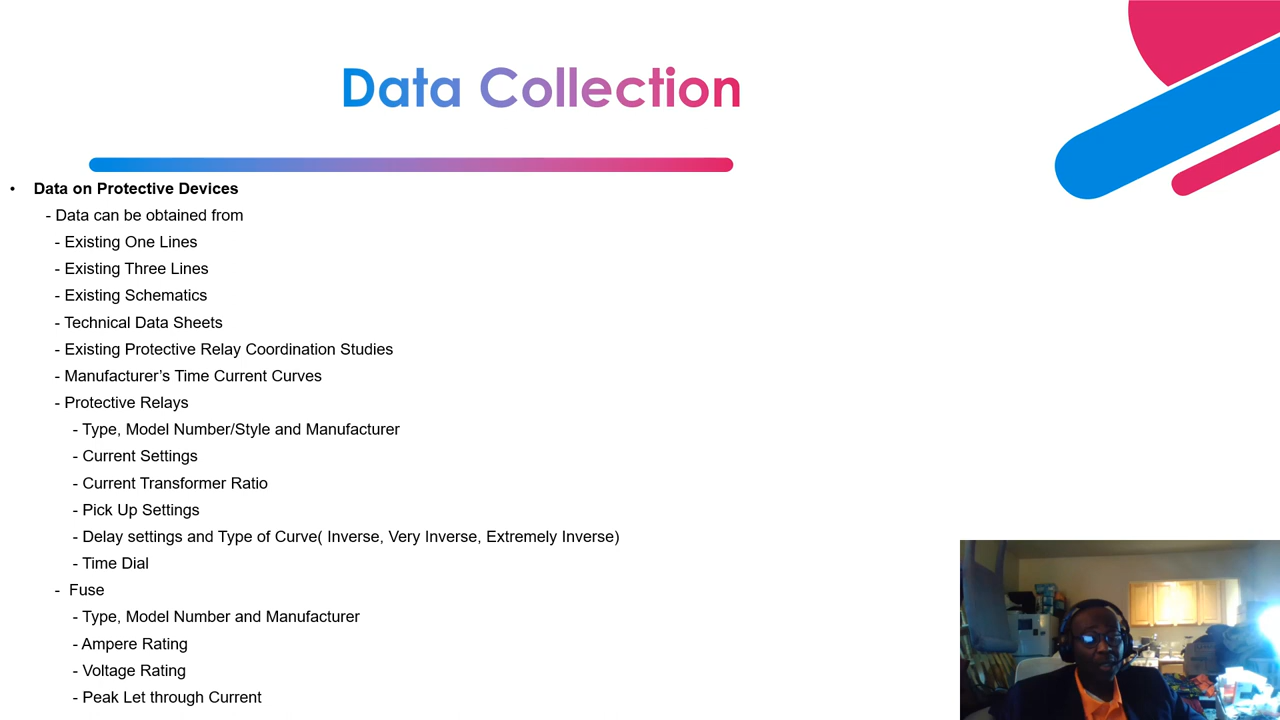 Data Collection
• Data on Protective Devices
- Data can be obtained from
- Existing One Lines
- Existing Three Lines
- Existing Schematics
- Technical Data Sheets
- Existing Protective Relay Coordination Studies
- Manufacturer’s Time Current Curves
- Protective Relays
- Type, Model Number/Style and Manufacturer
- Current Settings
- Current Transformer Ratio
- Pick Up Settings
- Delay settings and Type of Curve( Inverse, Very Inverse, Extremely Inverse)
- Time Dial
- Fuse
- Type, Model Number and Manufacturer
- Ampere Rating
- Voltage Rating
- Peak Let through Current